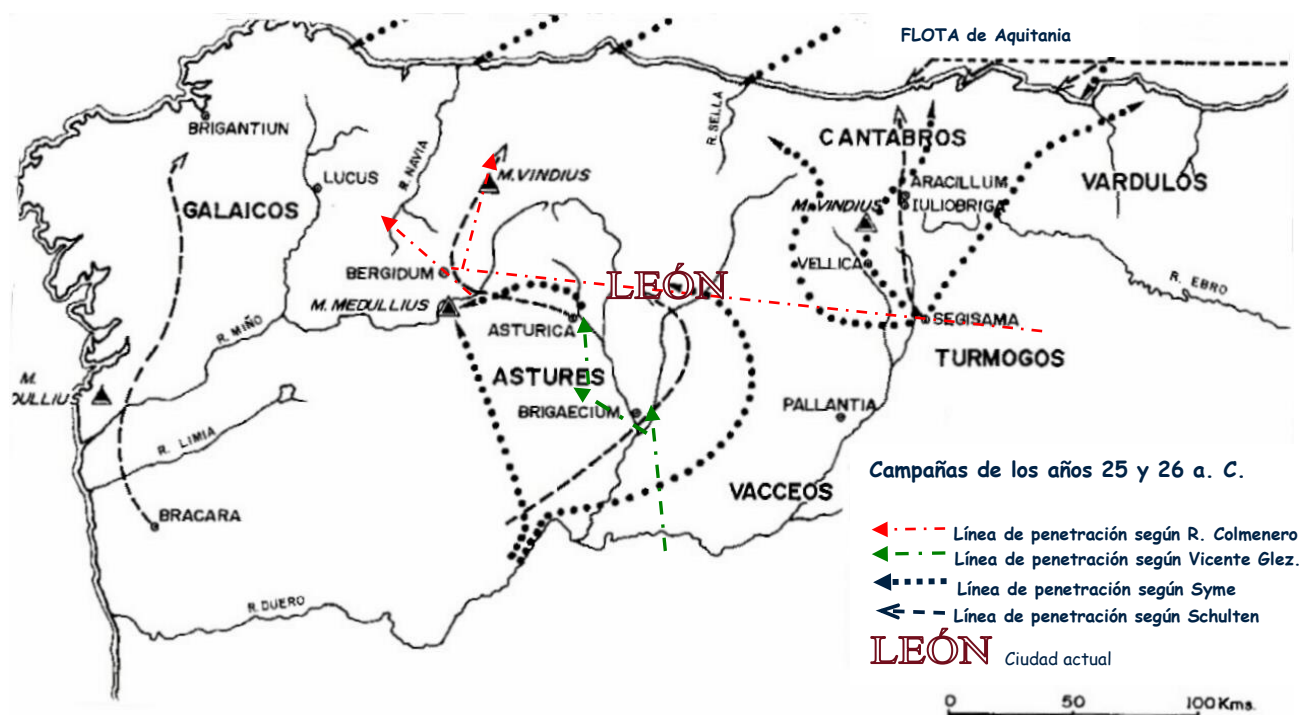 FLOTA de Aquitania
BRIGANTIUN
LUCUS
R. NAVIA
M. VINDIUS
R. SELLA
CANTABROS
GALAICOS
ARACILLUM
M. VINDIUS
IULIOBRIGA
VARDULOS
BERGIDUM
LEÓN
VELLICA
R. EBRO
M. MEDULLIUS
ASTURICA
SEGISAMA
R. MIÑO
TURMOGOS
M.
DULLIUS
ASTURES
BRIGAECIUM
PALLANTIA
R. LIMIA
VACCEOS
BRACARA
R. DUERO
Campañas de los años 25 y 26 a. C.
Línea de penetración según R. Colmenero
Línea de penetración según Vicente Glez.
Línea de penetración según Syme
Línea de penetración según Schulten
LEÓN Ciudad actual
0 50 100 Kms.